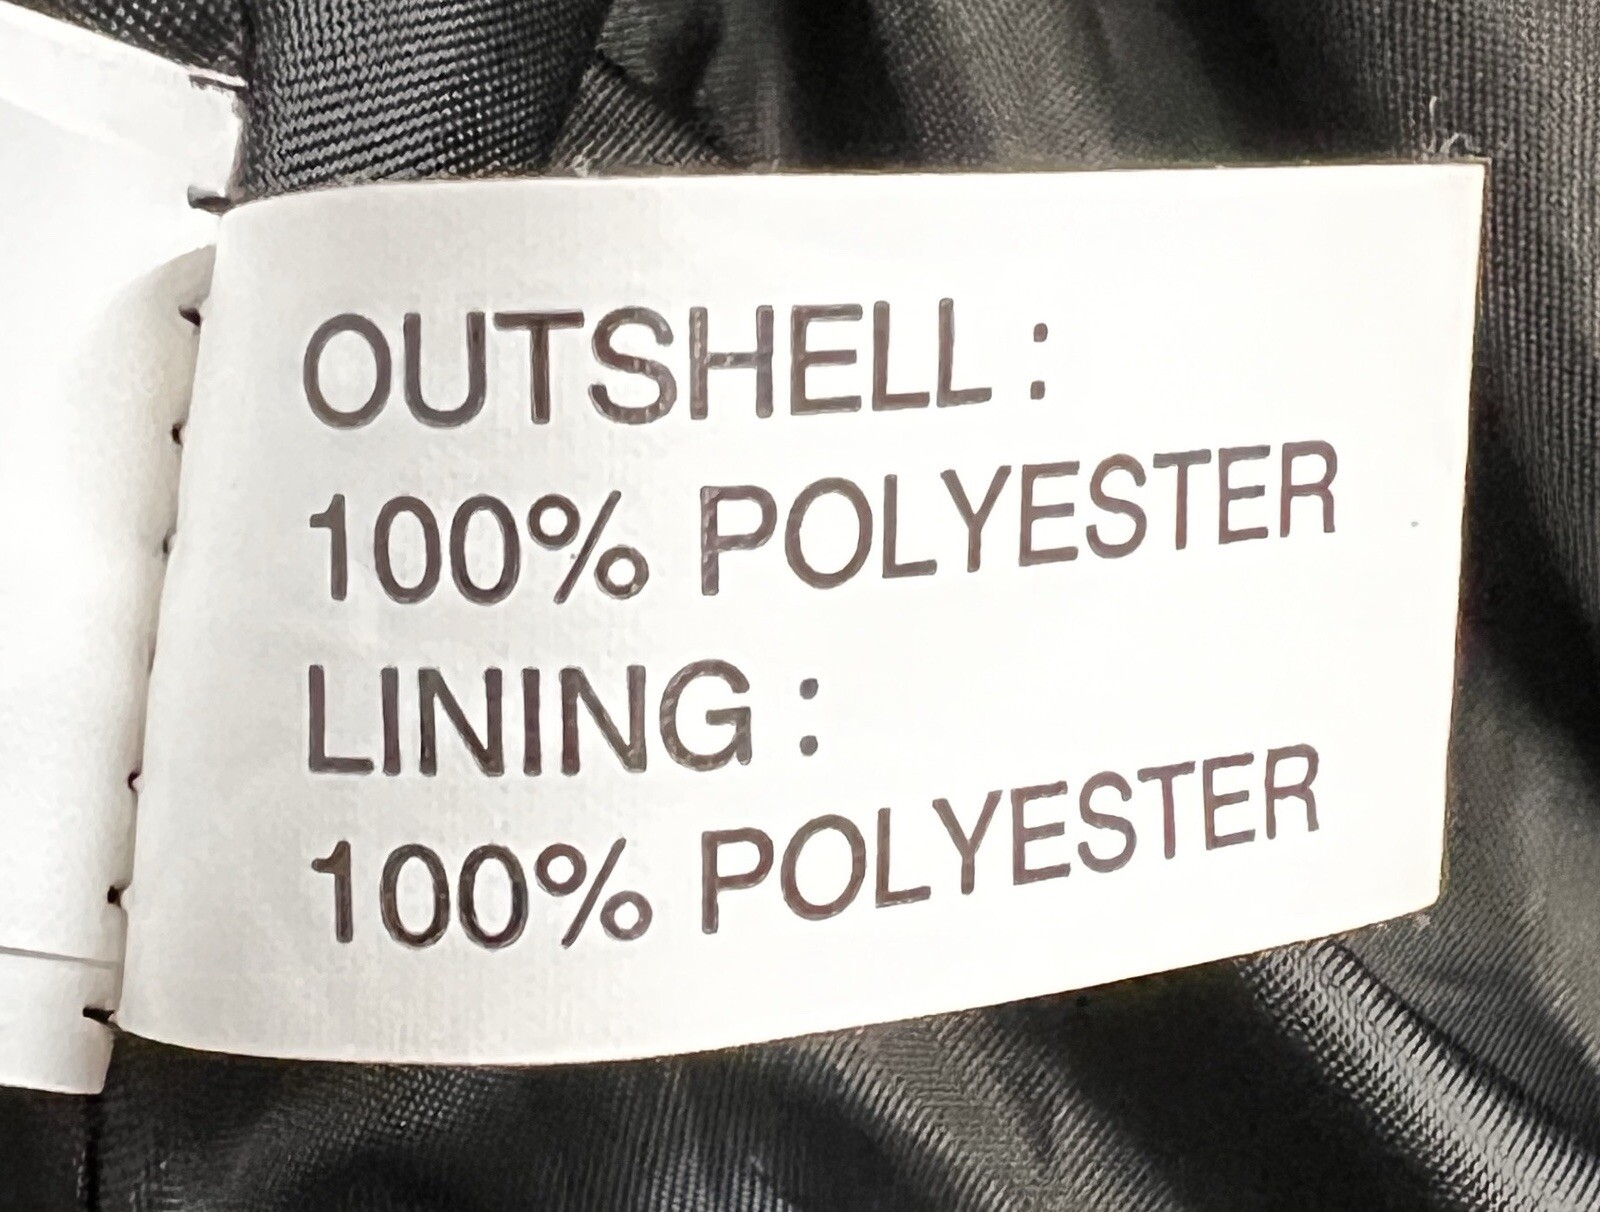 OUTSHELL :
100% POLYESTER
LINING :
100% POLYESTER